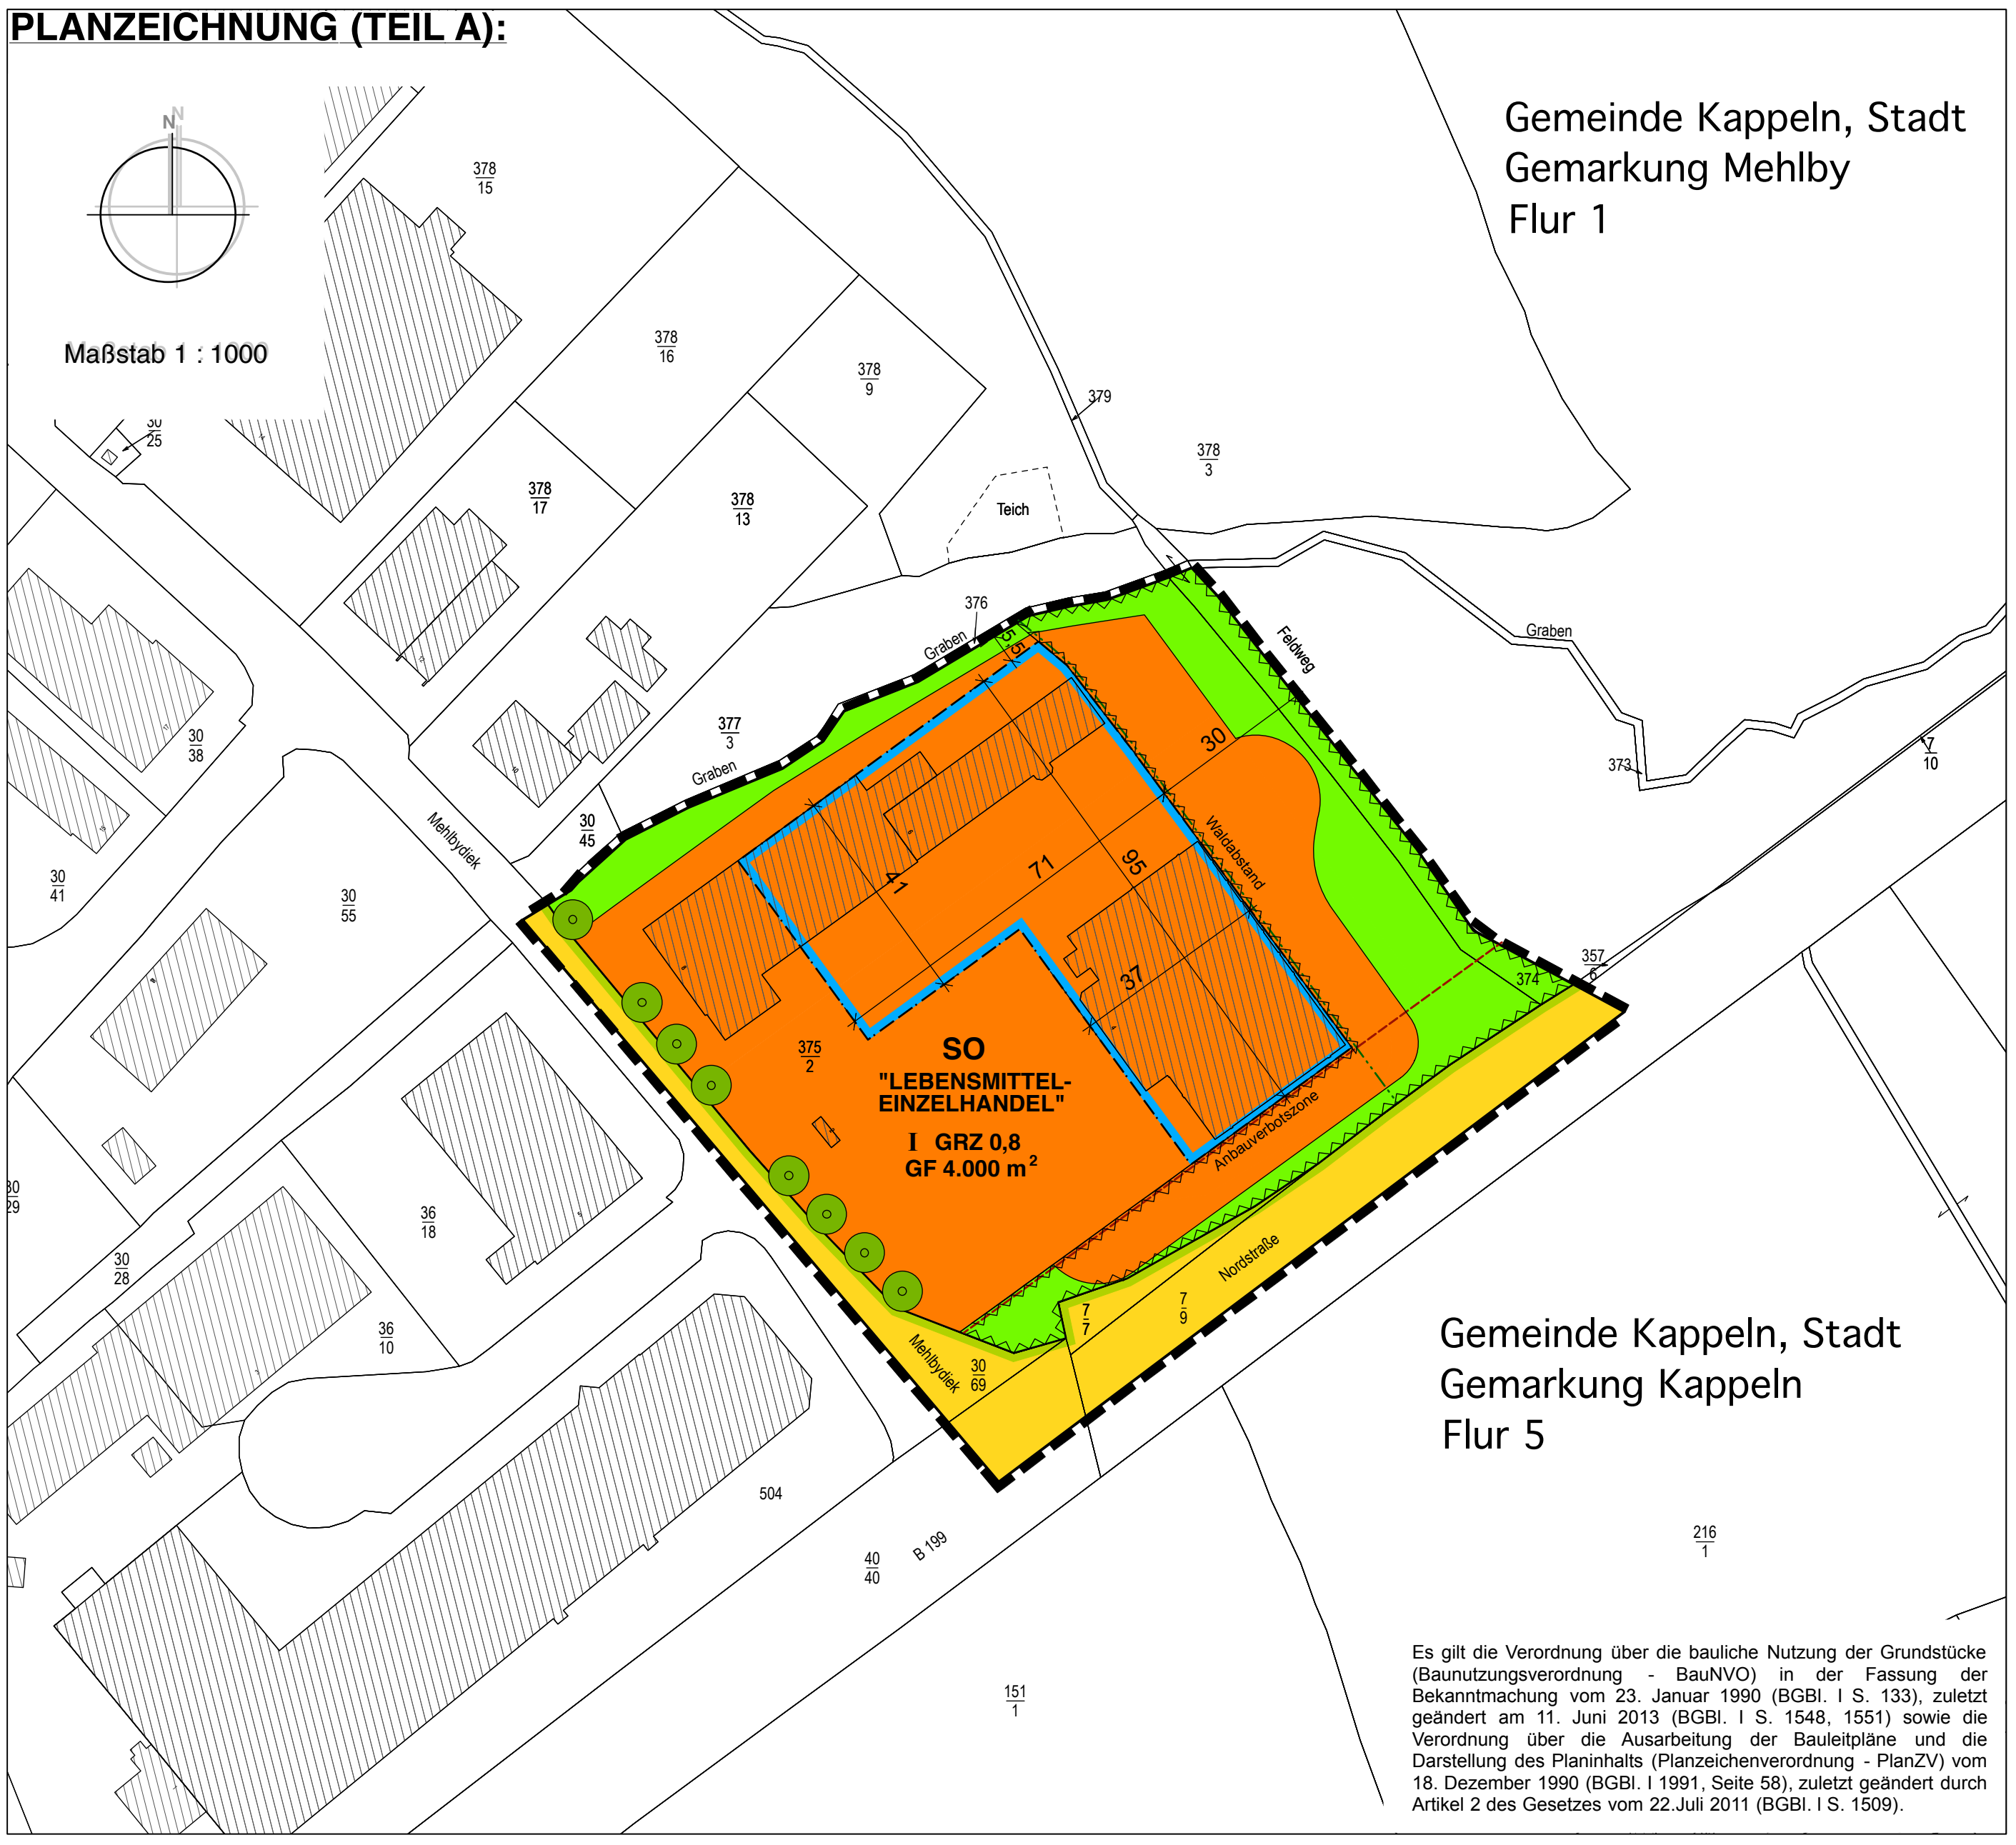 PLANZEICHNUNG (TEIL A):
N
N
Maßstab 1 : 1000
Gemeinde Kappeln, Stadt
Gemarkung Mehlby
Flur 1
378
15
378
16
378
9
379
378
3
30
25
378
17
378
13
Teich
376
Graben
5,5
Feldweg
Graben
30
38
377
3
Graben
30
373
7
10
Mehlbydiek
30
45
Waldabstand
30
41
30
55
41
71
95
37
357
6
374
375
2
SO
"LEBENSMITTEL-
EINZELHANDEL"
I GRZ 0,8
GF 4.000 m²
Anbauverbotszone
30
29
36
18
30
28
36
10
Nordstraße
7
7
7
9
Mehlbydiek
30
69
Gemeinde Kappeln, Stadt
Gemarkung Kappeln
Flur 5
504
B 199
40
40
216
1
151
1
Es gilt die Verordnung über die bauliche Nutzung der Grundstücke
(Baunutzungsverordnung - BauNVO) in der Fassung der
Bekanntmachung vom 23. Januar 1990 (BGBl. I S. 133), zuletzt
geändert am 11. Juni 2013 (BGBl. I S. 1548, 1551) sowie die
Verordnung über die Ausarbeitung der Bauleitpläne und die
Darstellung des Planinhalts (Planzeichenverordnung - PlanZV) vom
18. Dezember 1990 (BGBl. I 1991, Seite 58), zuletzt geändert durch
Artikel 2 des Gesetzes vom 22.Juli 2011 (BGBl. I S. 1509).